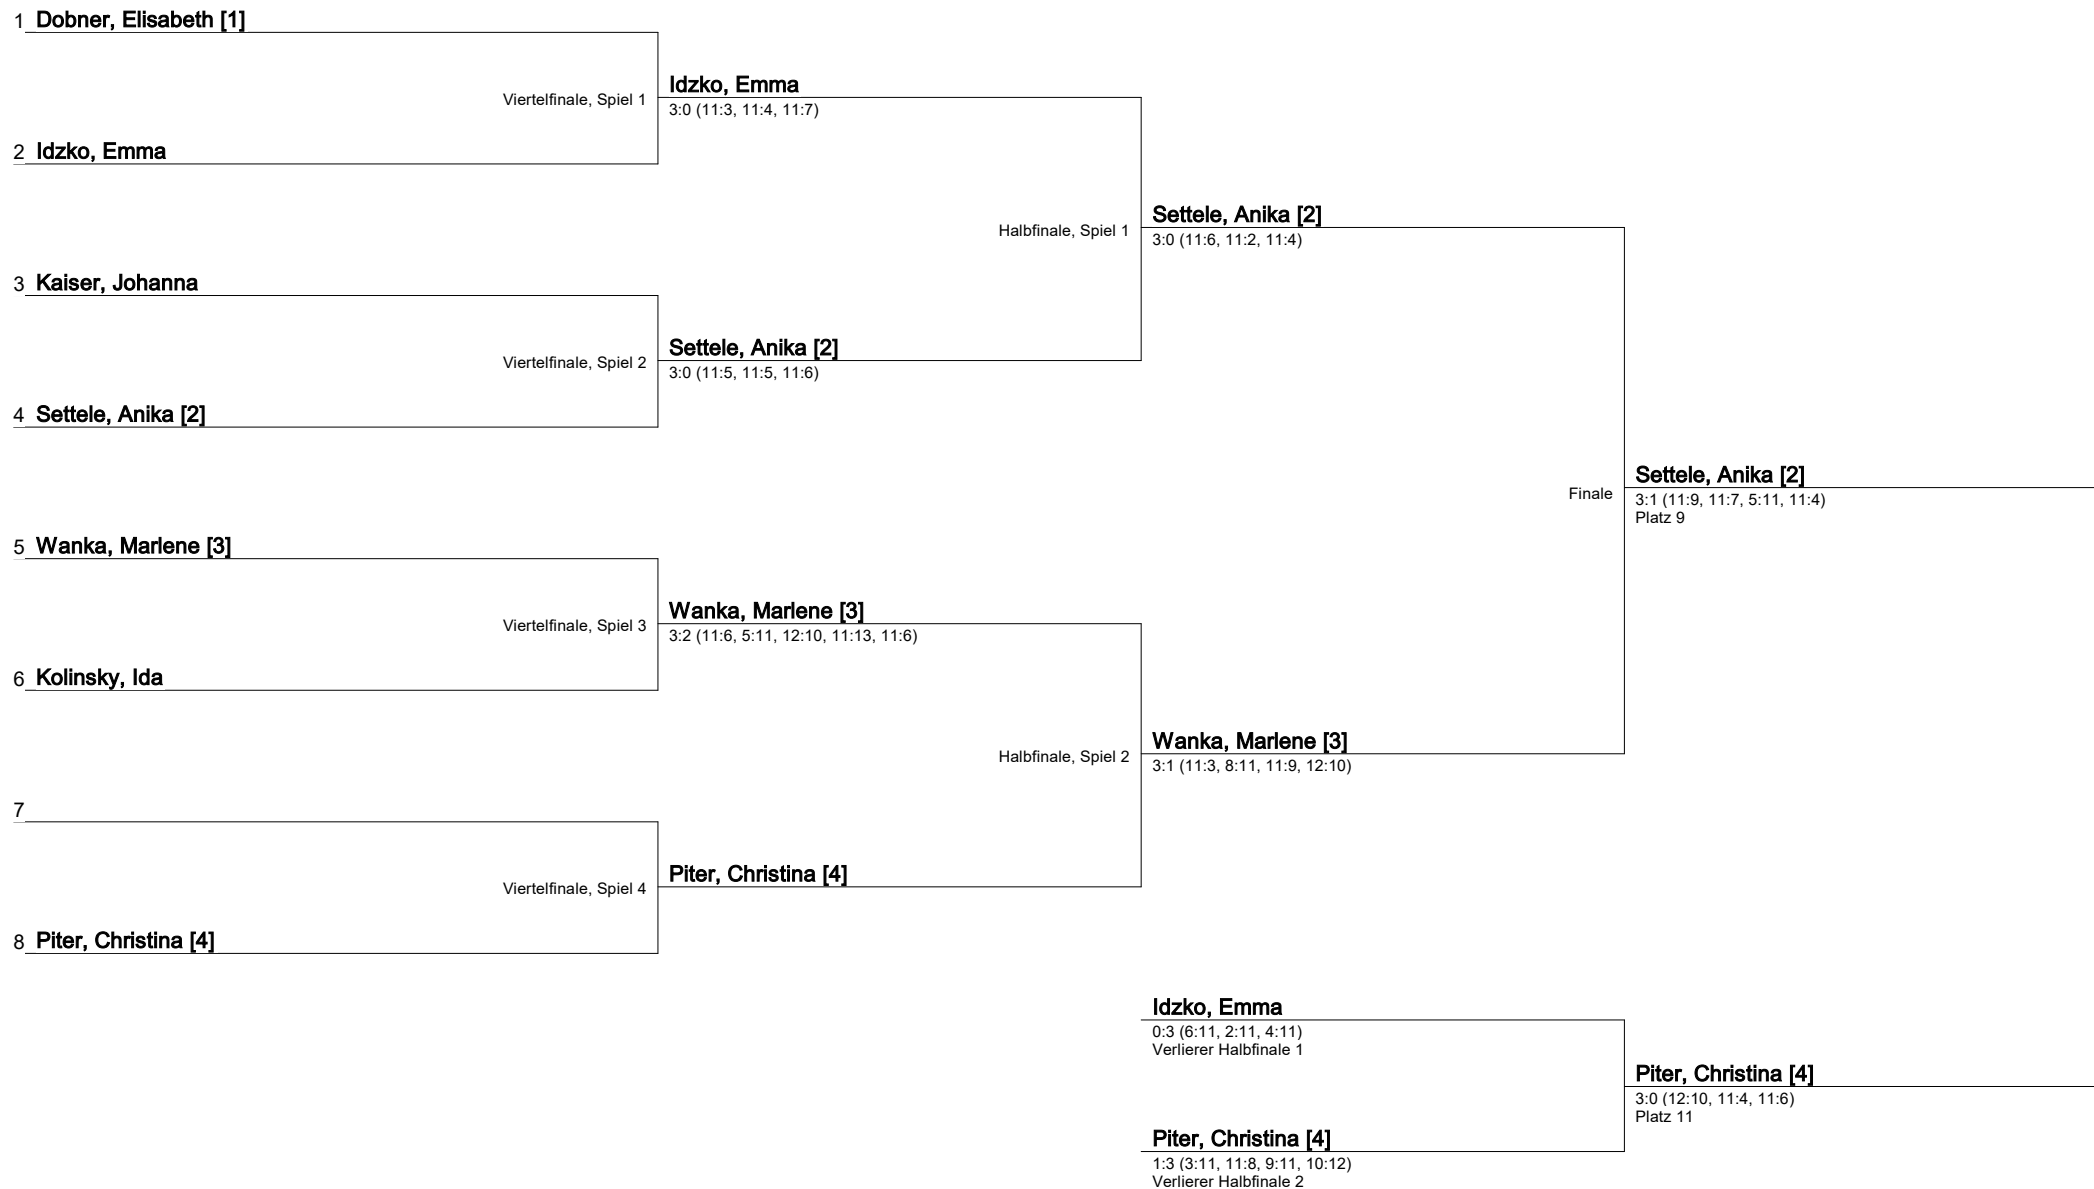 1 Dobner, Elisabeth [1]
Viertelfinale, Spiel 1
Idzko, Emma
3:0 (11:3, 11:4, 11:7)
2 Idzko, Emma
Halbfinale, Spiel 1
Settele, Anika [2]
3:0 (11:6, 11:2, 11:4)
3 Kaiser, Johanna
Viertelfinale, Spiel 2
Settele, Anika [2]
3:0 (11:5, 11:5, 11:6)
4 Settele, Anika [2]
Finale
Settele, Anika [2]
3:1 (11:9, 11:7, 5:11, 11:4)
Platz 9
5 Wanka, Marlene [3]
Viertelfinale, Spiel 3
Wanka, Marlene [3]
3:2 (11:6, 5:11, 12:10, 11:13, 11:6)
6 Kolinsky, Ida
Halbfinale, Spiel 2
Wanka, Marlene [3]
3:1 (11:3, 8:11, 11:9, 12:10)
7
Viertelfinale, Spiel 4
Piter, Christina [4]
8 Piter, Christina [4]
Idzko, Emma
0:3 (6:11, 2:11, 4:11)
Verlierer Halbfinale 1
Piter, Christina [4]
3:0 (12:10, 11:4, 11:6)
Platz 11
Piter, Christina [4]
1:3 (3:11, 11:8, 9:11, 10:12)
Verlierer Halbfinale 2